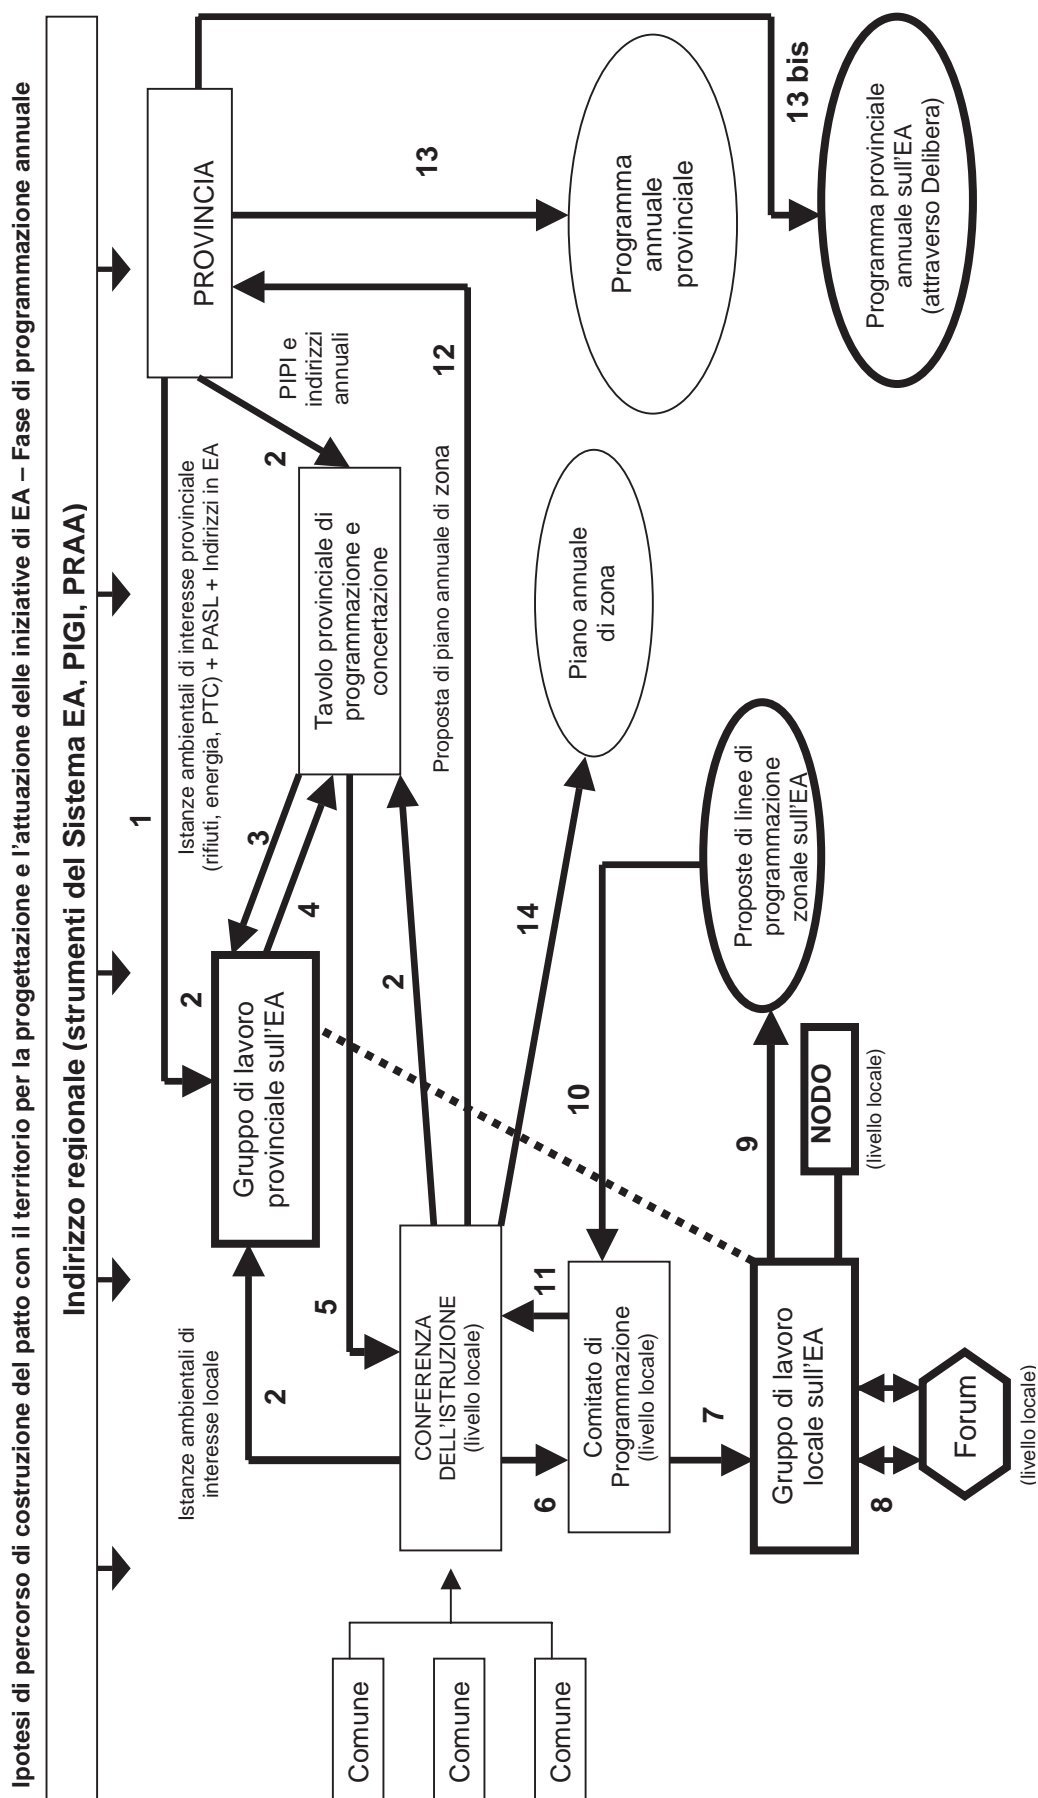 Ipotesi di percorso di costruzione del patto con il territorio per la progettazione e l'attuazione delle iniziative di EA – Fase di programmazione annuale
Indirizzo regionale (strumenti del Sistema EA, PIGI, PRAA)
1
Istanze ambientali di interesse locale
2
2
Gruppo di lavoro
provinciale sull'EA
Istanze ambientali di interesse provinciale
(rifiuti, energia, PTC) + PASL + Indirizzi in EA
PROVINCIA
3
4
2
PIPI e
indirizzi
annuali
Tavolo provinciale di
programmazione e
concertazione
5
2
12
13
Proposta di piano annuale di zona
Comune
Comune
Comune
CONFERENZA
DELL'ISTRUZIONE
(livello locale)
14
Piano annuale
di zona
Programma
annuale
provinciale
6
11
10
Comitato di
Programmazione
(livello locale)
7
9
Proposte di linee di
programmazione
zonale sull'EA
13 bis
Gruppo di lavoro
locale sull'EA
NODO
(livello locale)
8
Forum
(livello locale)
Programma provinciale
annuale sull'EA
(attraverso Delibera)